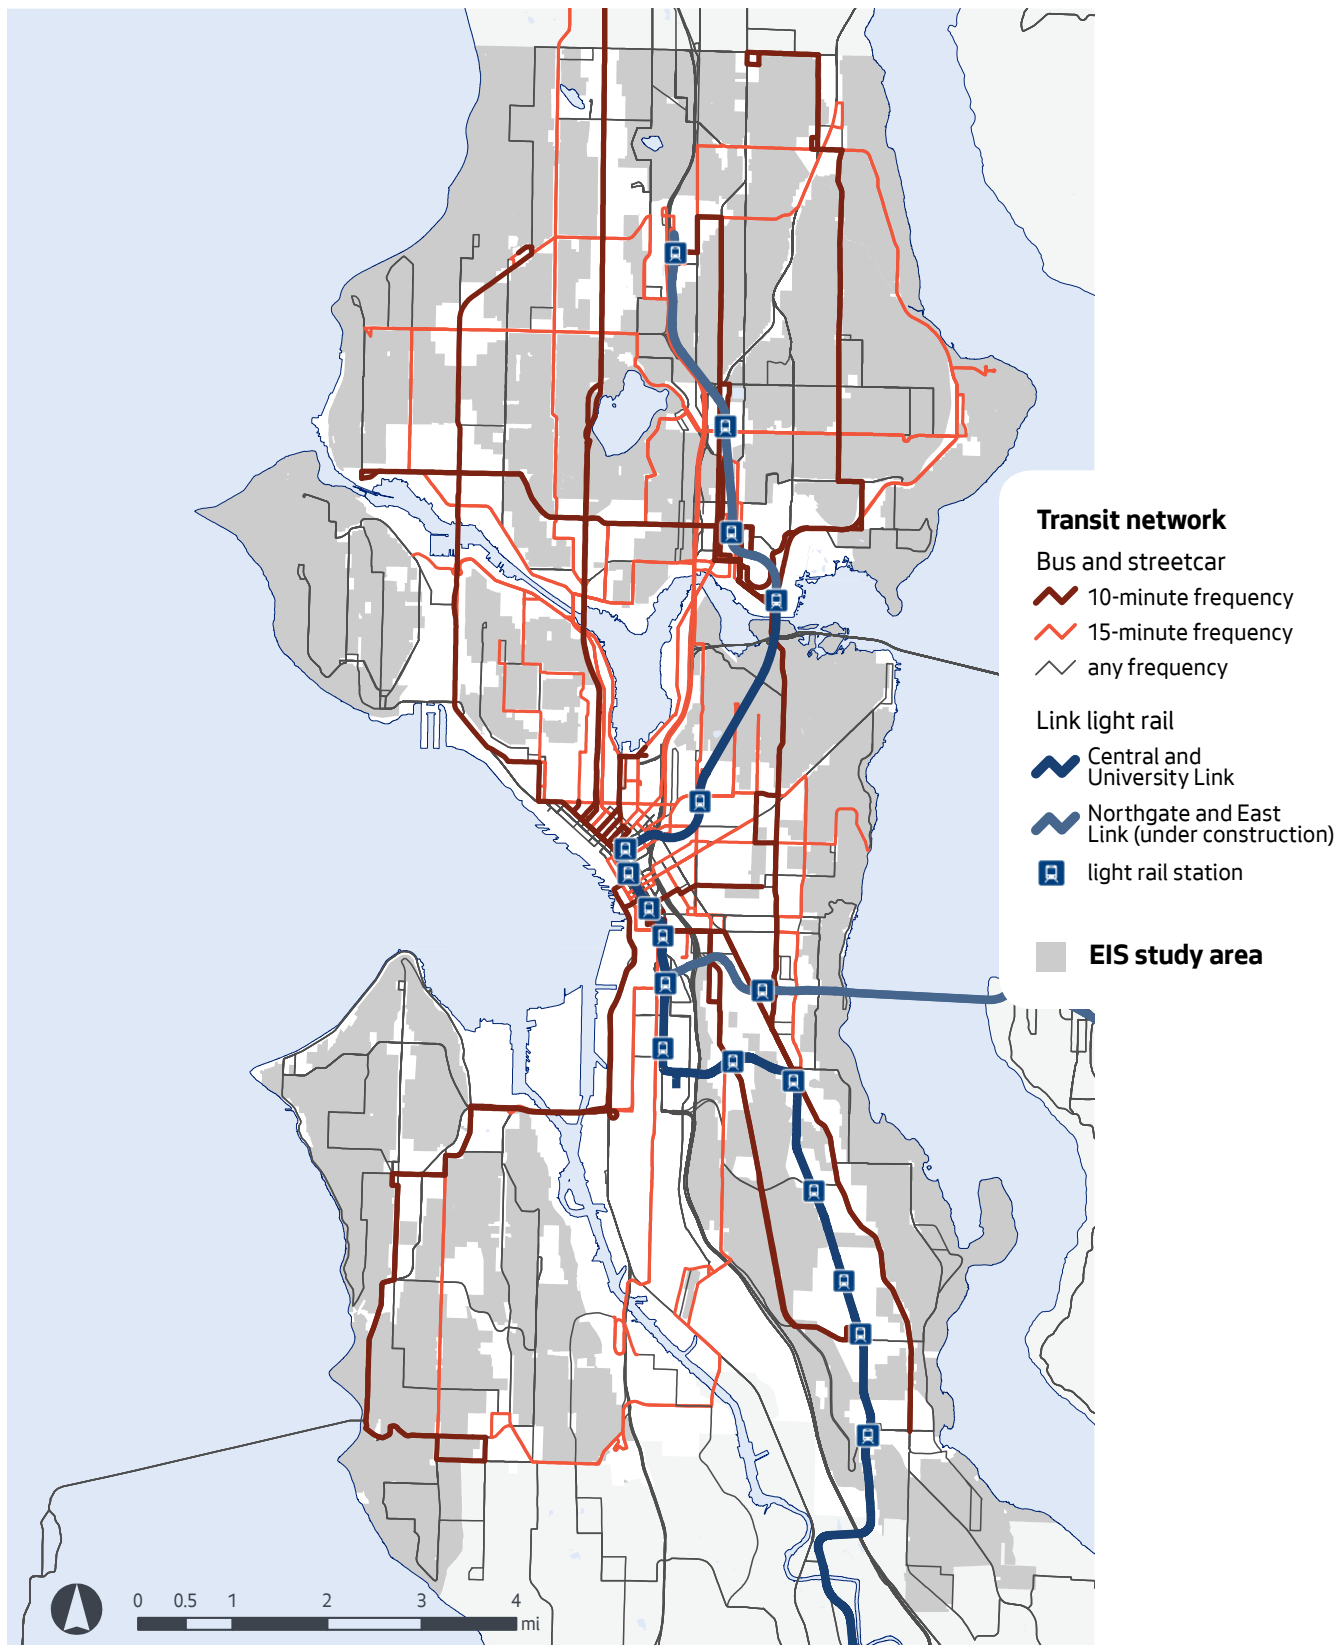 Transit network
Bus and streetcar
10-minute frequency
15-minute frequency
any frequency
Link light rail
Central and
University Link
Northgate and East
Link (under construction)
light rail station
EIS study area
0 0.5 1 2 3 4
mi